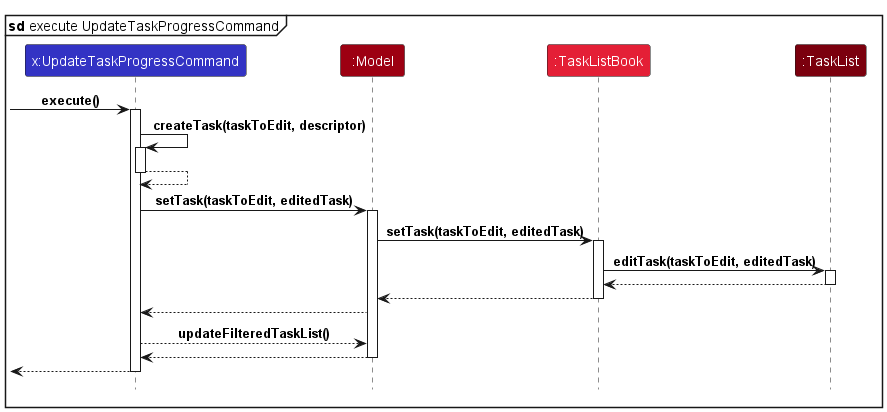 sd execute UpdateTaskProgressCommand
x:UpdateTaskProgressCommand
:Model
:TaskListBook
:TaskList
execute()
createTask(taskToEdit, descriptor)
setTask(taskToEdit, editedTask)
setTask(taskToEdit, editedTask)
editTask(taskToEdit, editedTask)
updateFilteredTaskList()